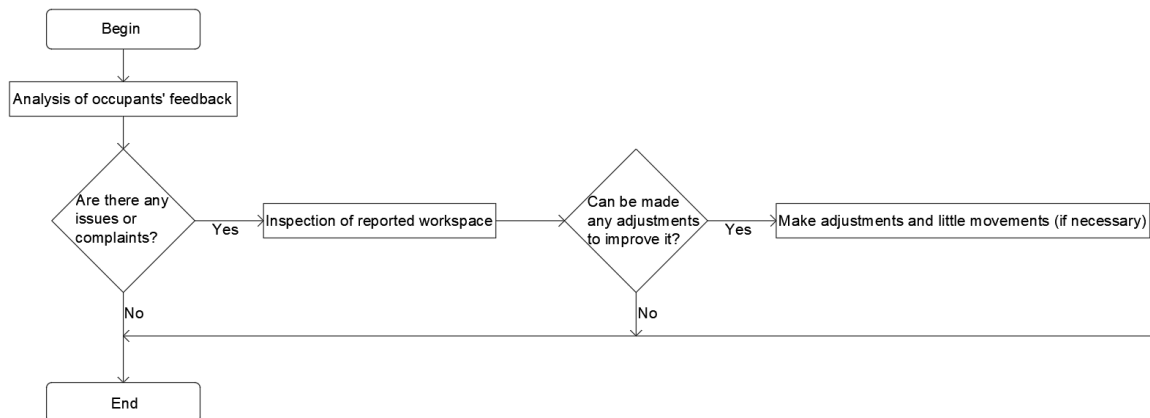 Begin
Analysis of occupants' feedback
Are there any
issues or
complaints?
Yes
Inspection of reported workspace
Can be made
any adjustments
to improve it?
Yes
Make adjustments and little movements (if necessary)
No
No
End